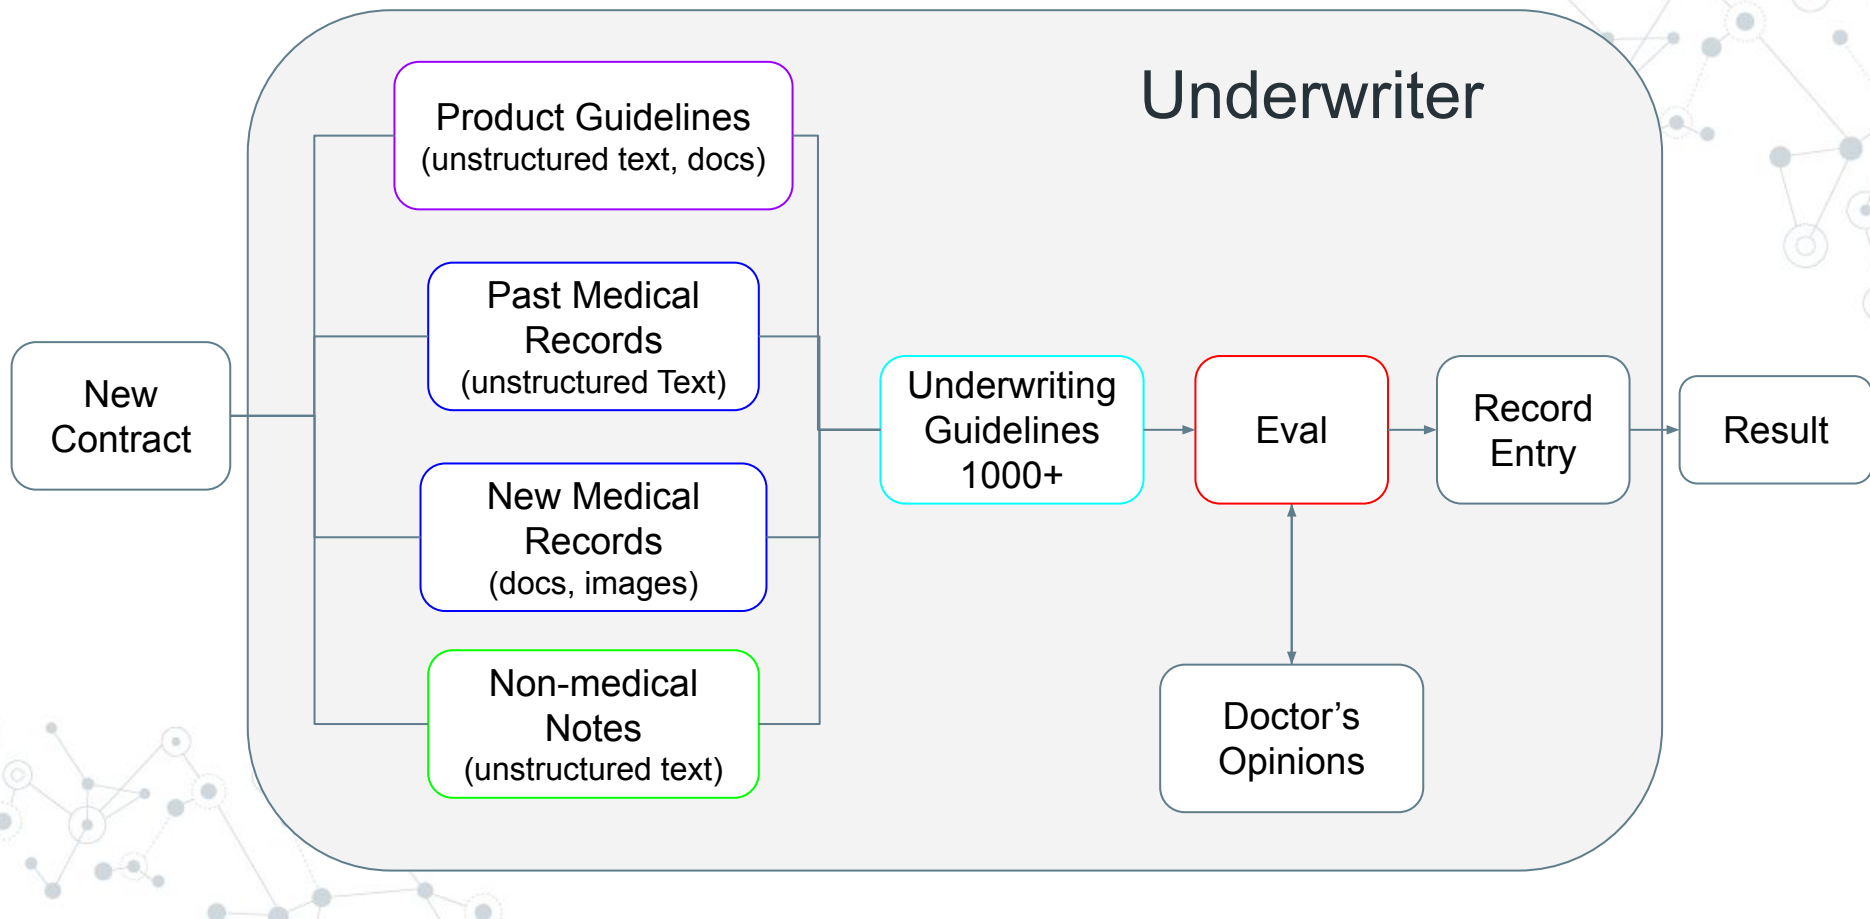 Underwriter
Product Guidelines
(unstructured text, docs)
Past Medical
Records
(unstructured Text)
New Medical
Records
(docs, images)
Non-medical
Notes
(unstructured text)
New
Contract
Underwriting
Guidelines
1000+
Eval
Record
Entry
Result
Doctor’s
Opinions